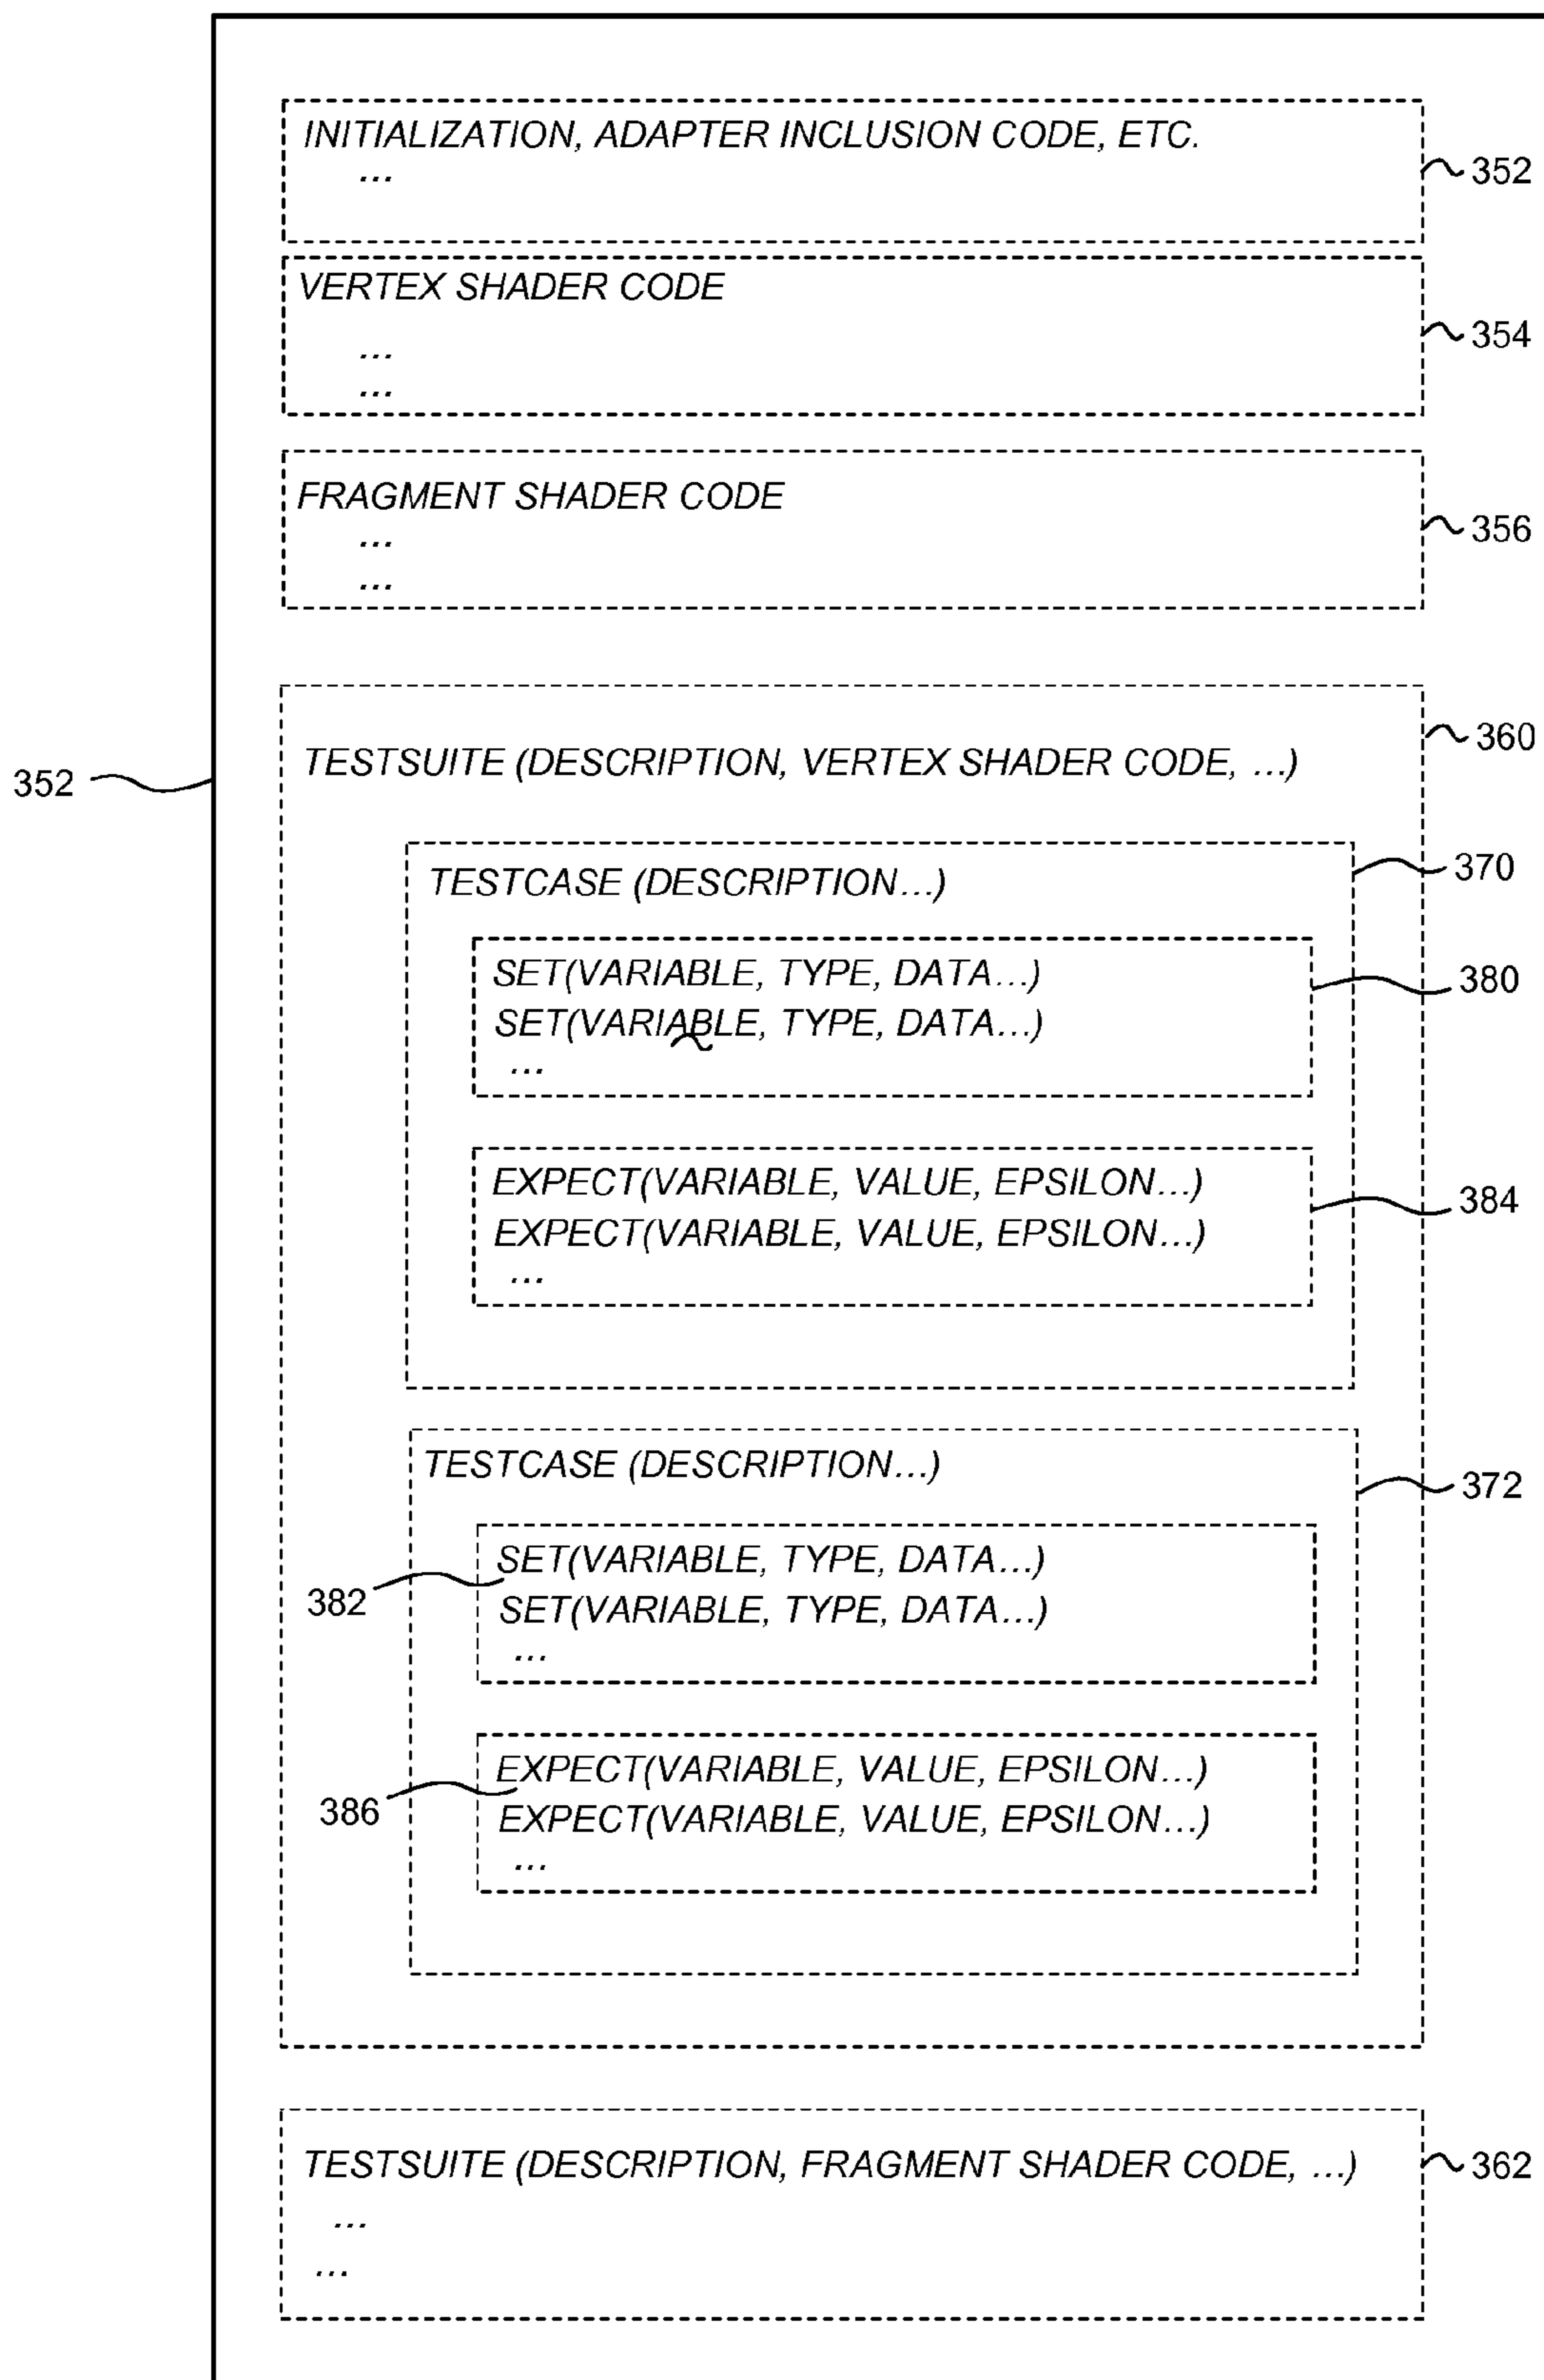 INITIALIZATION, ADAPTER INCLUSION CODE, ETC.
...
352
VERTEX SHADER CODE
...
354
...
FRAGMENT SHADER CODE
...
356
...
360
TESTSUITE (DESCRIPTION, VERTEX SHADER CODE, ...)
352
TESTCASE (DESCRIPTION...)
370
SET(VARIABLE, TYPE, DATA...)
380
SET(VARIABLE, TYPE, DATA...)
...
EXPECT(VARIABLE, VALUE, EPSILON...)
384
EXPECT(VARIABLE, VALUE, EPSILON...)
...
TESTCASE (DESCRIPTION...)
372
SET(VARIABLE, TYPE, DATA...)
382
SET(VARIABLE, TYPE, DATA...)
...
EXPECT(VARIABLE, VALUE, EPSILON...)
386
EXPECT(VARIABLE, VALUE, EPSILON...)
...
TESTSUITE (DESCRIPTION, FRAGMENT SHADER CODE, ...)
362
...
...